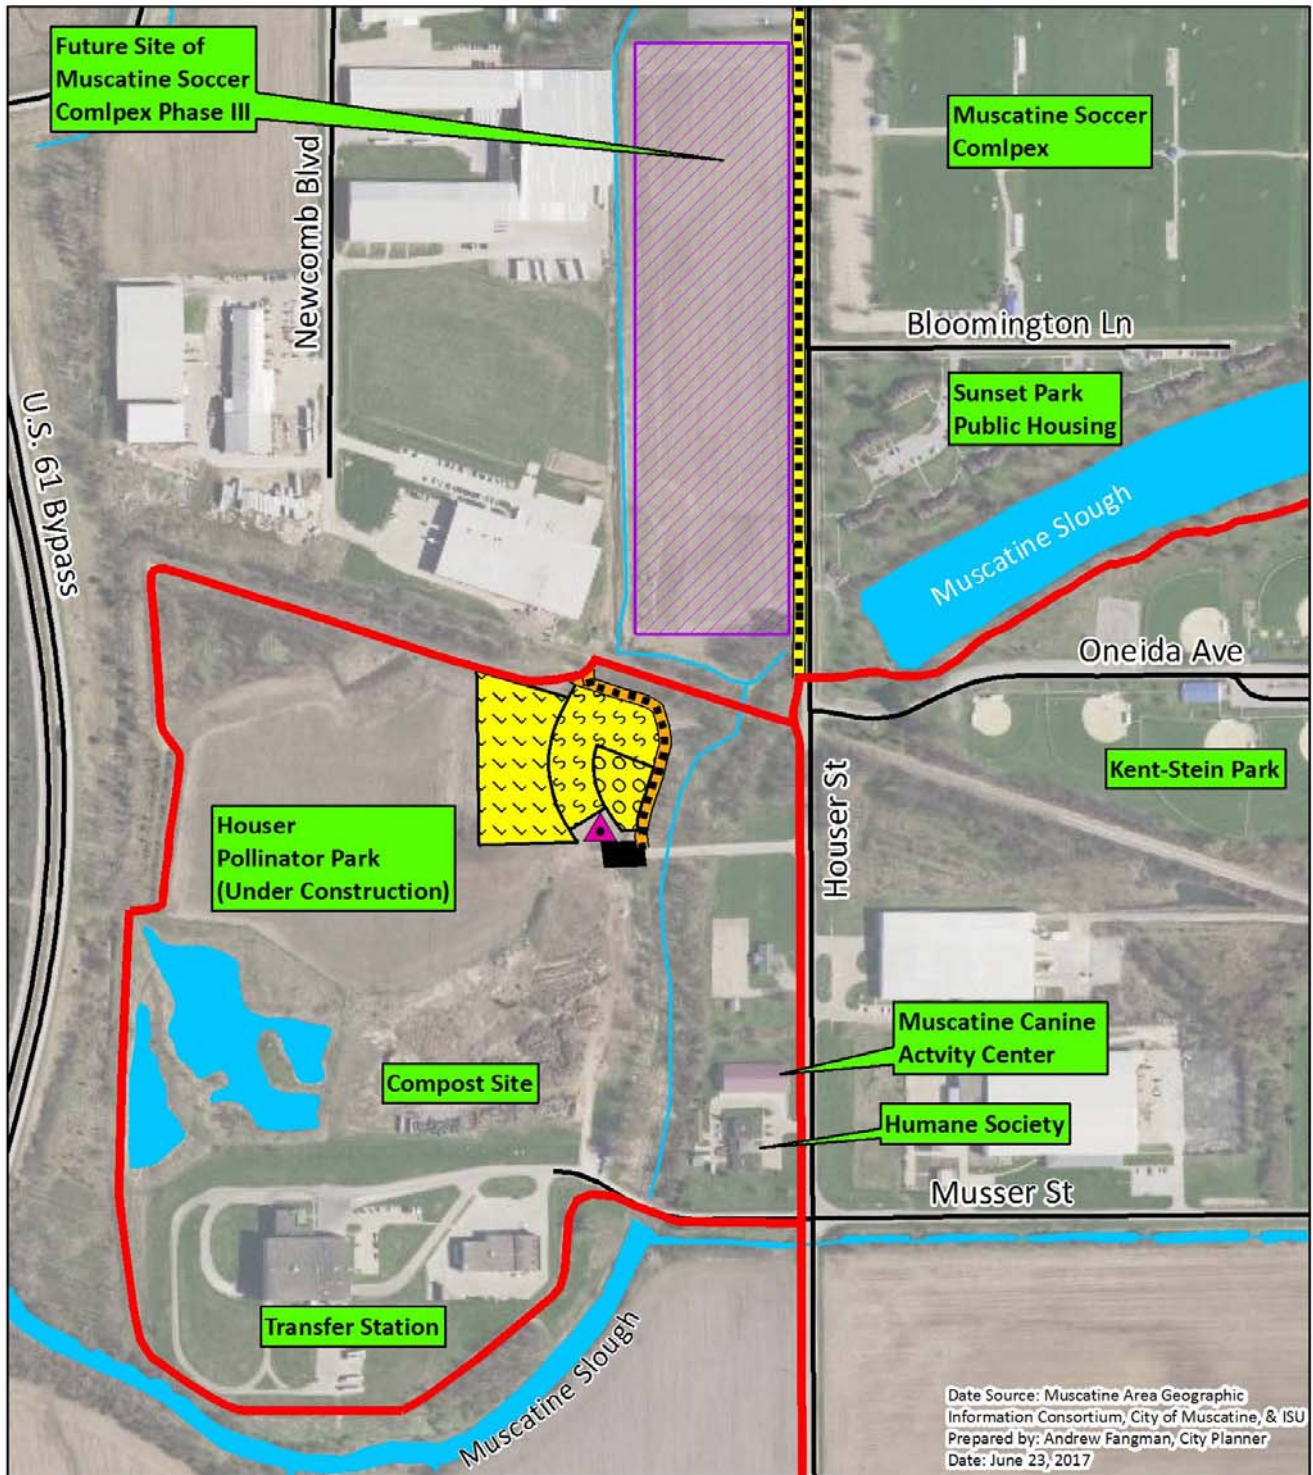 Future Site of
Muscatine Soccer
Comlpex Phase III
Newcomb Blvd
Muscatine Soccer
Comlpex
Bloomington Ln
Sunset Park
Public Housing
U.S. 61 Bypass
Muscatine Slough
Oneida Ave
Kent-Stein Park
Houser St
Houser
Pollinator Park
(Under Construction)
Muscatine Canine
Actvity Center
Compost Site
Humane Society
Musser St
Transfer Station
Muscatine Slough
Date Source: Muscatine Area Geographic
Information Consortium, City of Muscatine, & ISU
Prepared by: Andrew Fangman, City Planner
Date: June 23, 2017